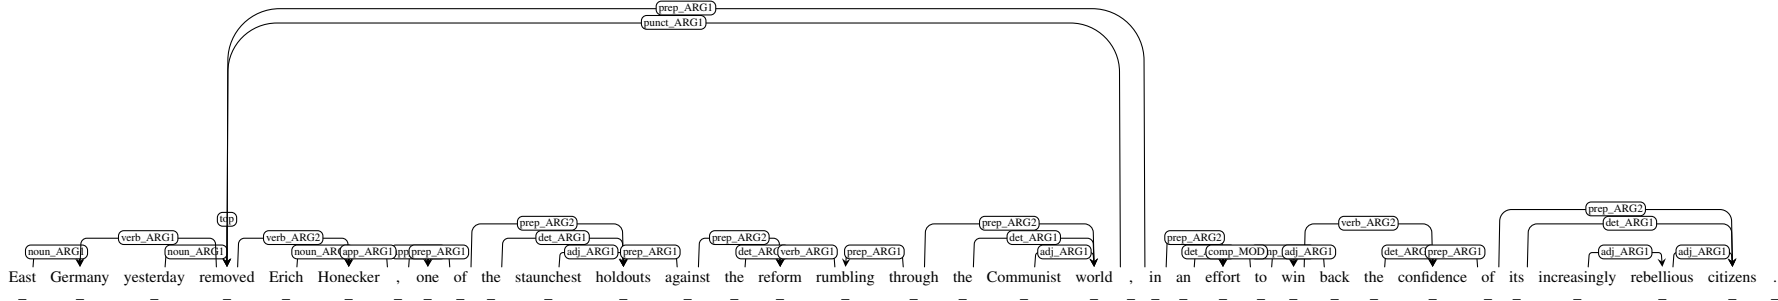 prep_ARG1
punct_ARG1
top
prep_ARG2 prep_ARG2 verb_ARG2 prep_ARG2 det_ARG1
verb_ARG1 verb_ARG2 det_ARG1 prep_ARG2 det_ARG1 prep_ARG2
noun_ARG1 noun_ARG1 app_ARG1 prep_ARG1 adj_ARG1 prep_ARG1 verb_ARG1 prep_ARG1 adj_ARG1 comp_MOD adj_ARG1 prep_ARG1 adj_ARG1 adj_ARG1
East Germany yesterday removed Erich Honecker , one of the staunchest holdouts against the reform rumbling through the Communist world , in an effort to win back the confidence of its increasingly rebellious citizens .